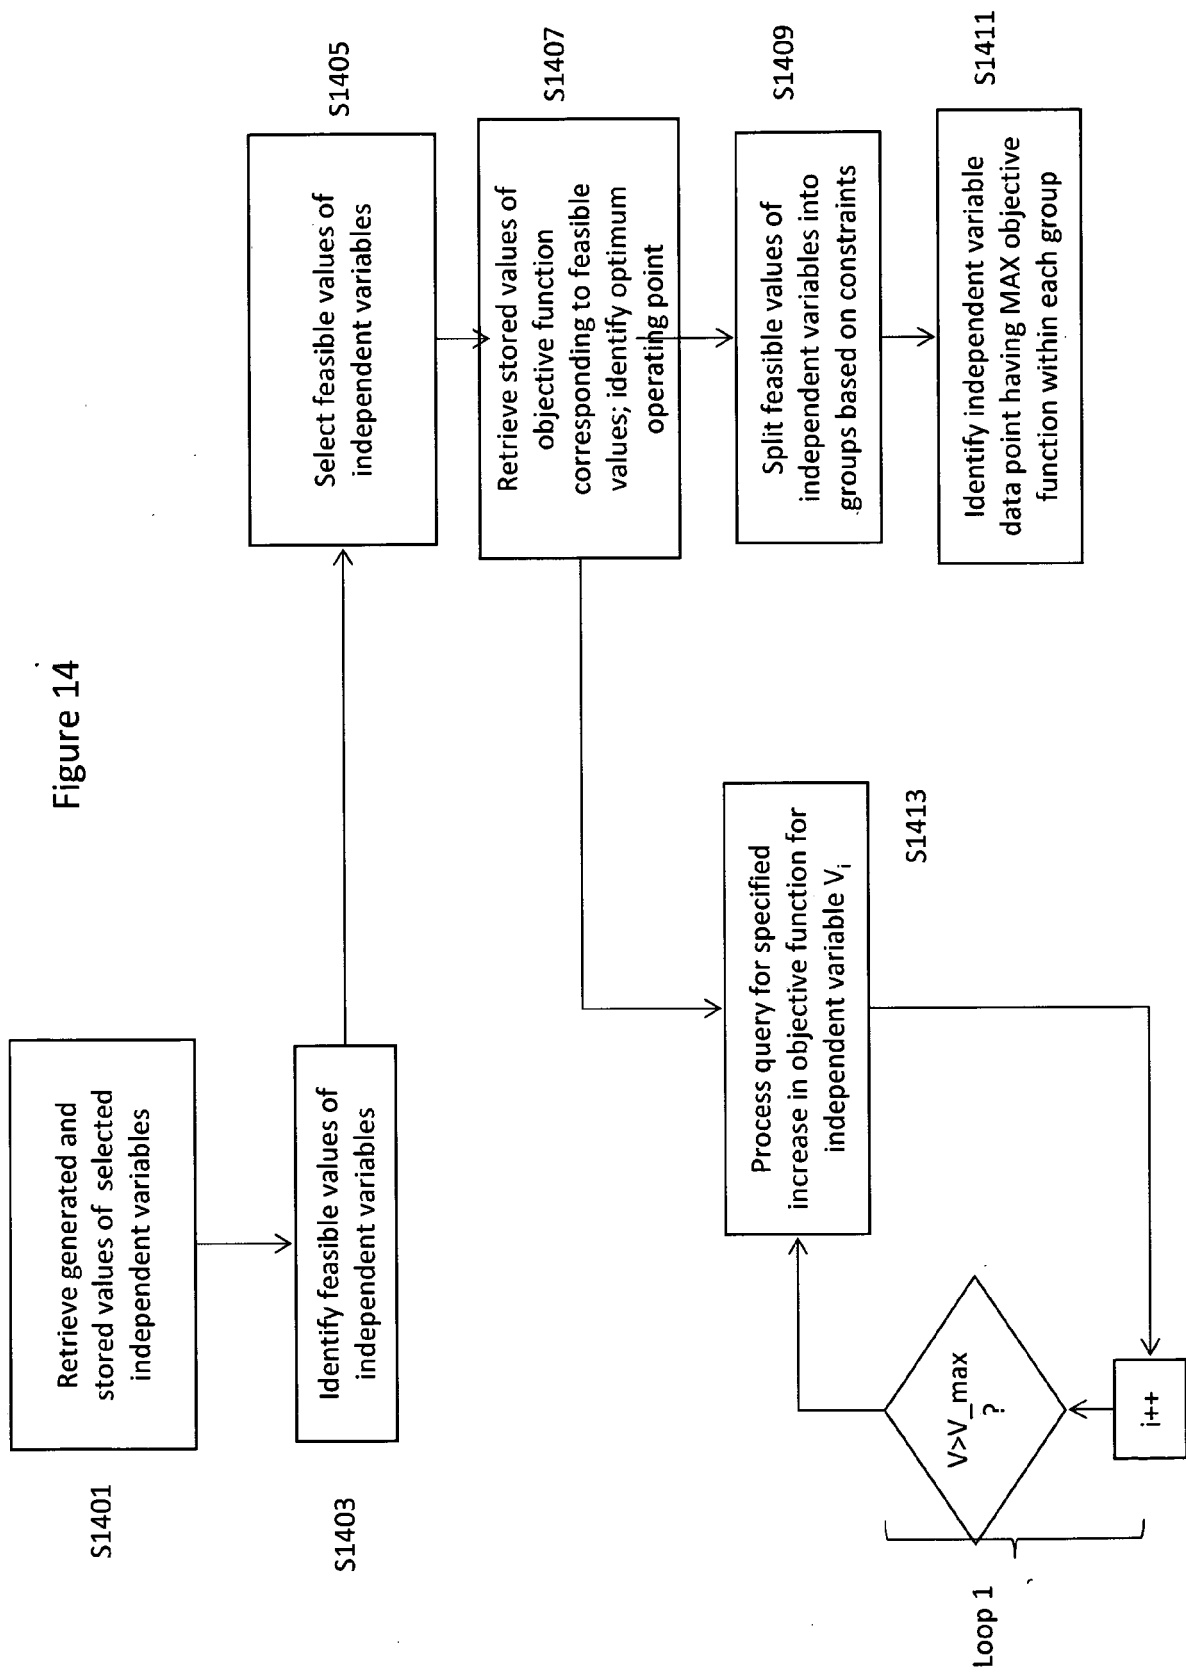 Figure 14
S1401
Retrieve generated and
stored values of selected
independent variables
S1403
Identify feasible values of
independent variables
Select feasible values of
independent variables
S1405
Retrieve stored values of
objective function
corresponding to feasible
values; identify optimum
operating point
S1407
Split feasible values of
independent variables into
groups based on constraints
S1409
Identify independent variable
data point having MAX objective
function within each group
S1411
Process query for specified
increase in objective function for
independent variable Vi
S1413
V>V_max
?
i++
Loop 1